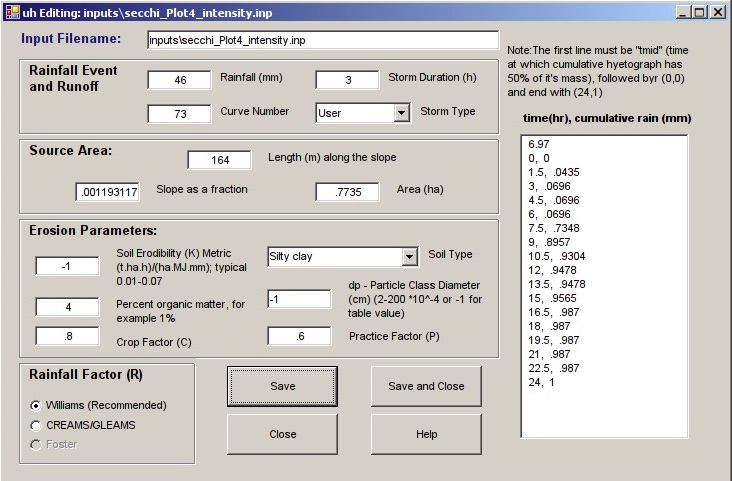 uh Editing: inputs\secchi_Plot4_intensity.inp
Input Filename:
inputs\secchi_Plot4_intensity.inp
Rainfall Event
and Runoff
46
Rainfall (mm)
3
Storm Duration (h)
73
Curve Number
User
Storm Type
Source Area:
164
Length (m) along the slope
.001193117
Slope as a fraction
.7735
Area (ha)
Erosion Parameters:
-1
Soil Erodibility (K) Metric
(t.ha.h)/(ha.MJ.mm); typical
0.01-0.07
Silty clay
Soil Type
4
Percent organic matter, for
example 1%
-1
dp - Particle Class Diameter
(cm) (2-200 *10^-4 or -1 for
table value)
.8
Crop Factor (C)
.6
Practice Factor (P)
Rainfall Factor (R)
Williams (Recommended)
CREAMS/GLEAMS
Foster
Save
Save and Close
Close
Help
Note:The first line must be "tmid" (time
at which cumulative hyetograph has
50% of it's mass), followed byr (0,0)
and end with (24,1)
time(hr), cumulative rain (mm)
6.97
0, 0
1.5, .0435
3, .0696
4.5, .0696
6, .0696
7.5, .7348
9, .8957
10.5, .9304
12, .9478
13.5, .9478
15, .9565
16.5, .987
18, .987
19.5, .987
21, .987
22.5, .987
24, 1